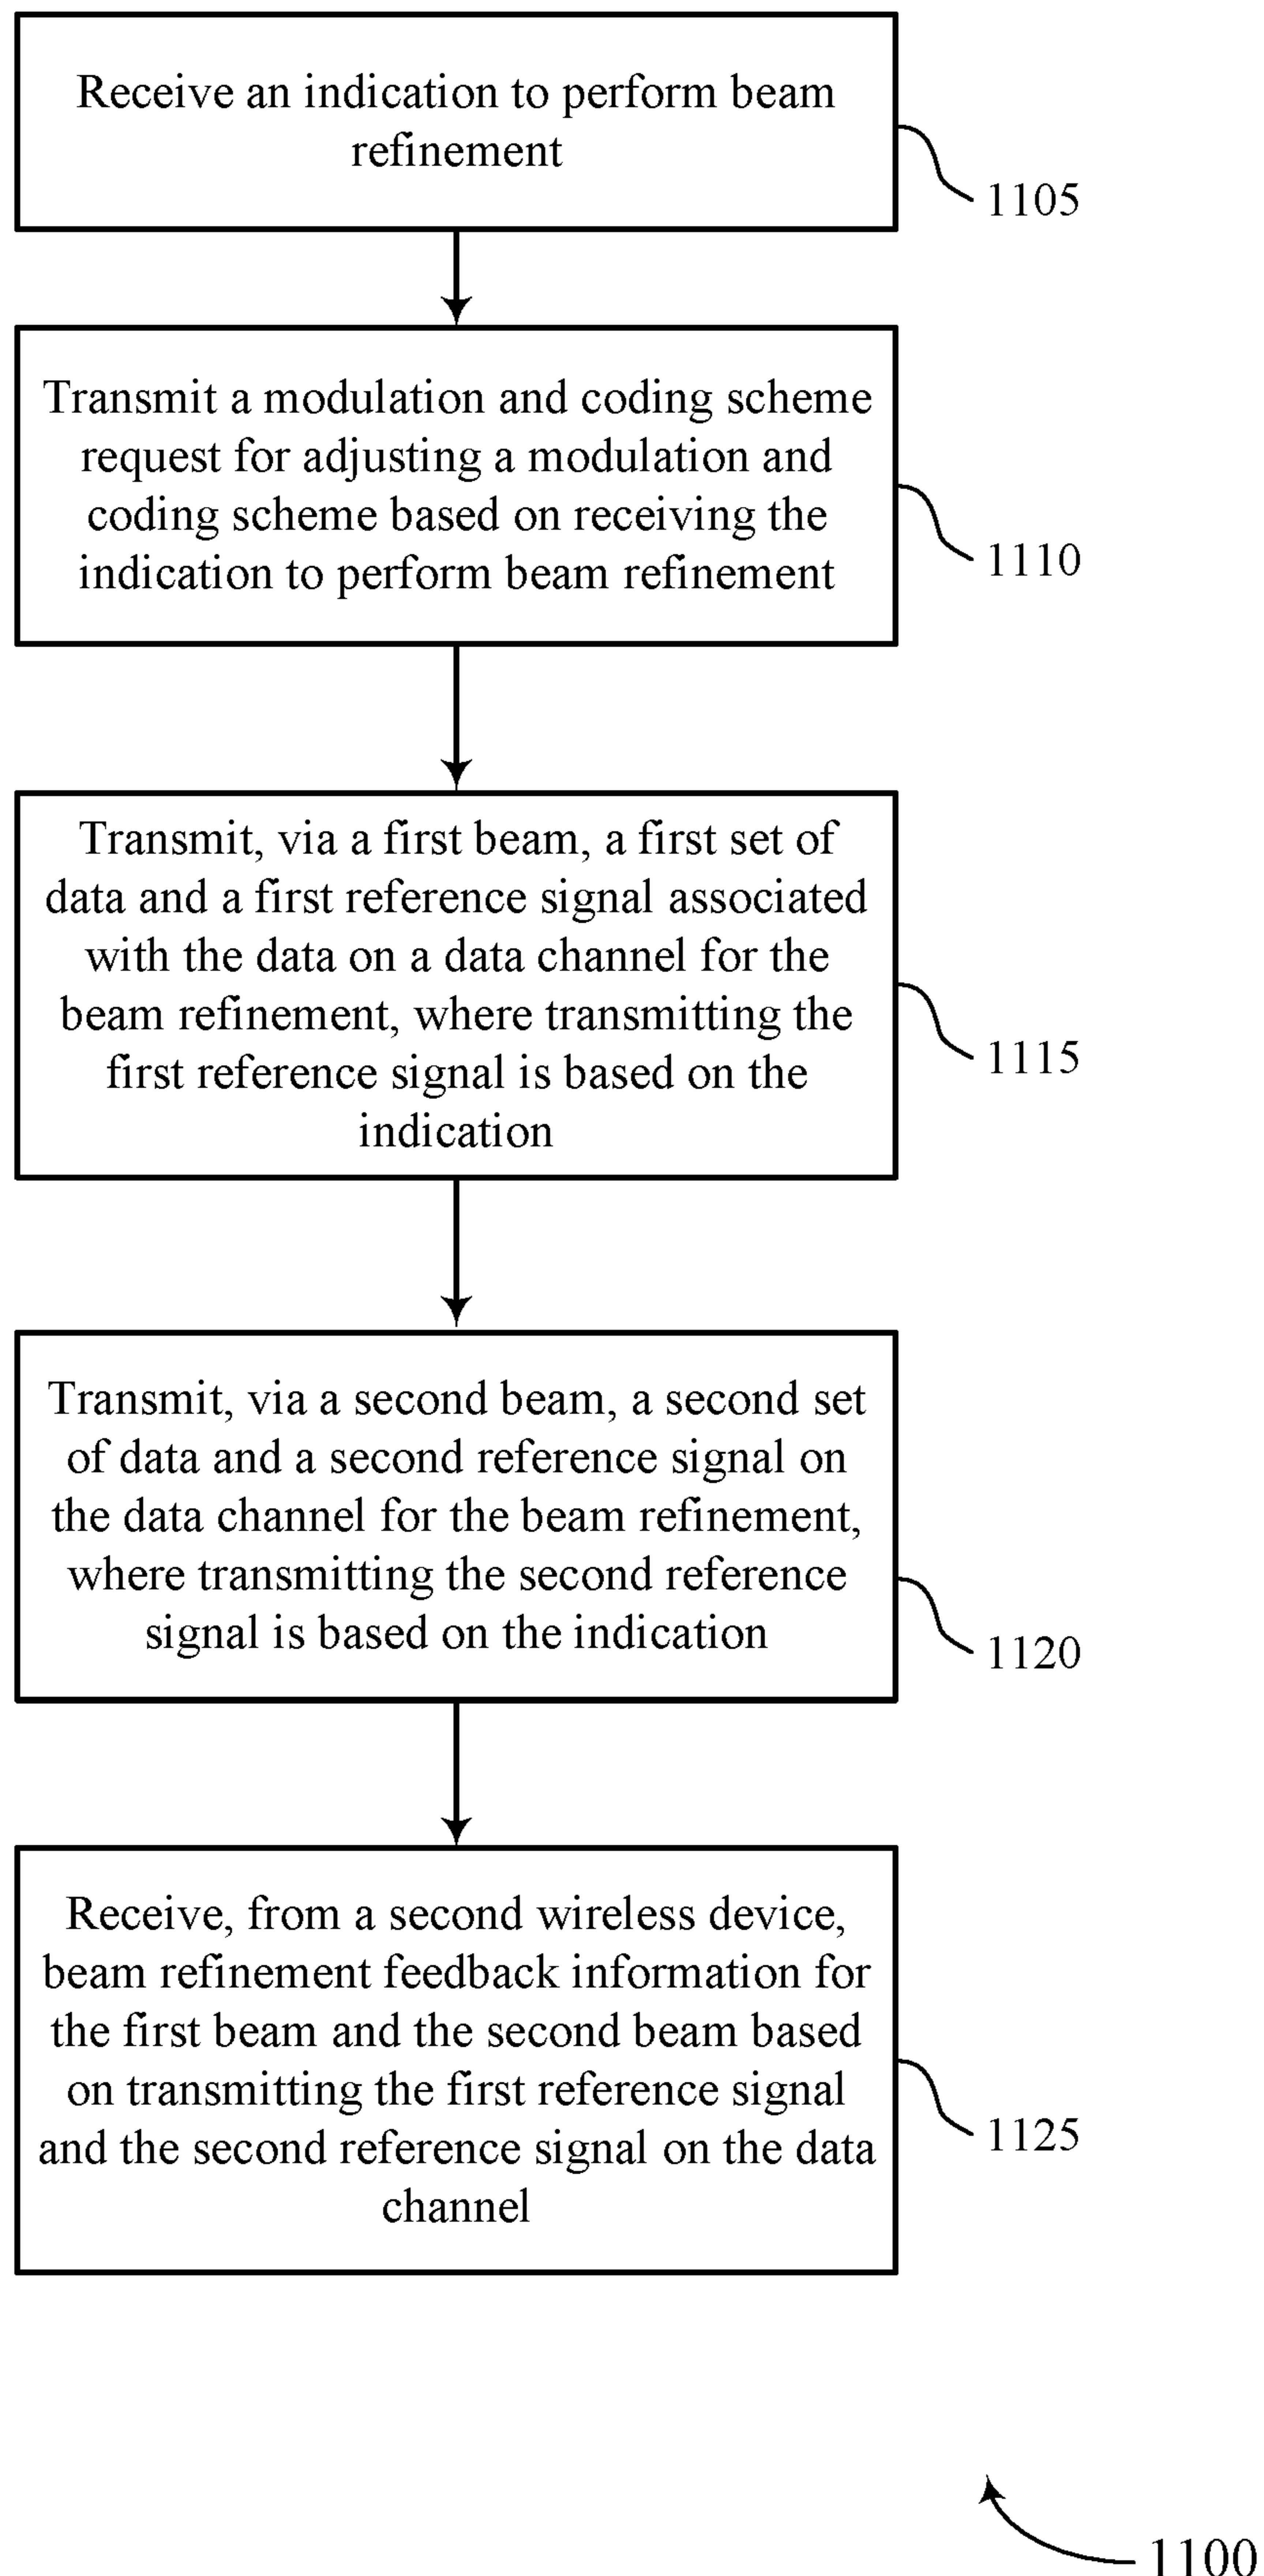 Receive an indication to perform beam
refinement
1105
Transmit a modulation and coding scheme
request for adjusting a modulation and
coding scheme based on receiving the
indication to perform beam refinement
1110
Transmit, via a first beam, a first set of
data and a first reference signal associated
with the data on a data channel for the
beam refinement, where transmitting the
first reference signal is based on the
indication
1115
Transmit, via a second beam, a second set
of data and a second reference signal on
the data channel for the beam refinement,
where transmitting the second reference
signal is based on the indication
1120
Receive, from a second wireless device,
beam refinement feedback information for
the first beam and the second beam based
on transmitting the first reference signal
and the second reference signal on the data
channel
1125
1100